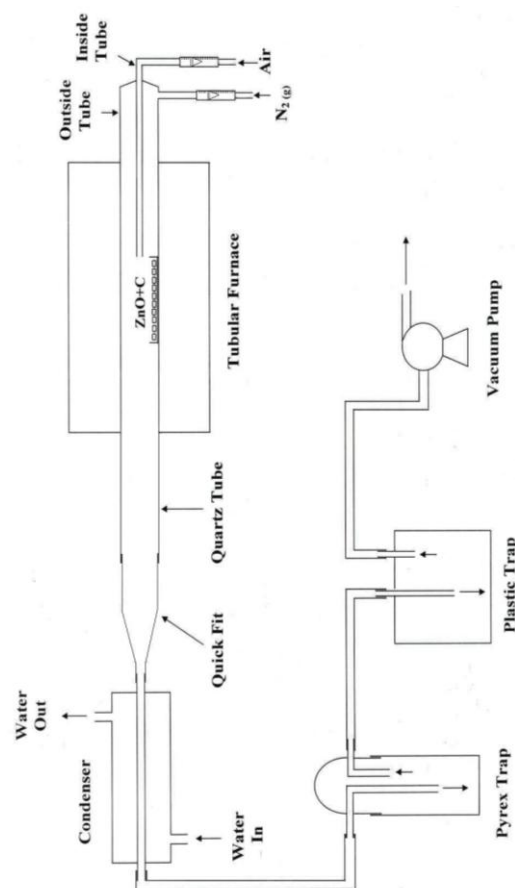 Water
Out
Condenser
Outside
Tube
Inside
Tube
ZnO+C
Water
In
Quick Fit
Quartz Tube
Tubular Furnace
N₂ (g)
Air
Pyrex Trap
Plastic Trap
Vacuum Pump